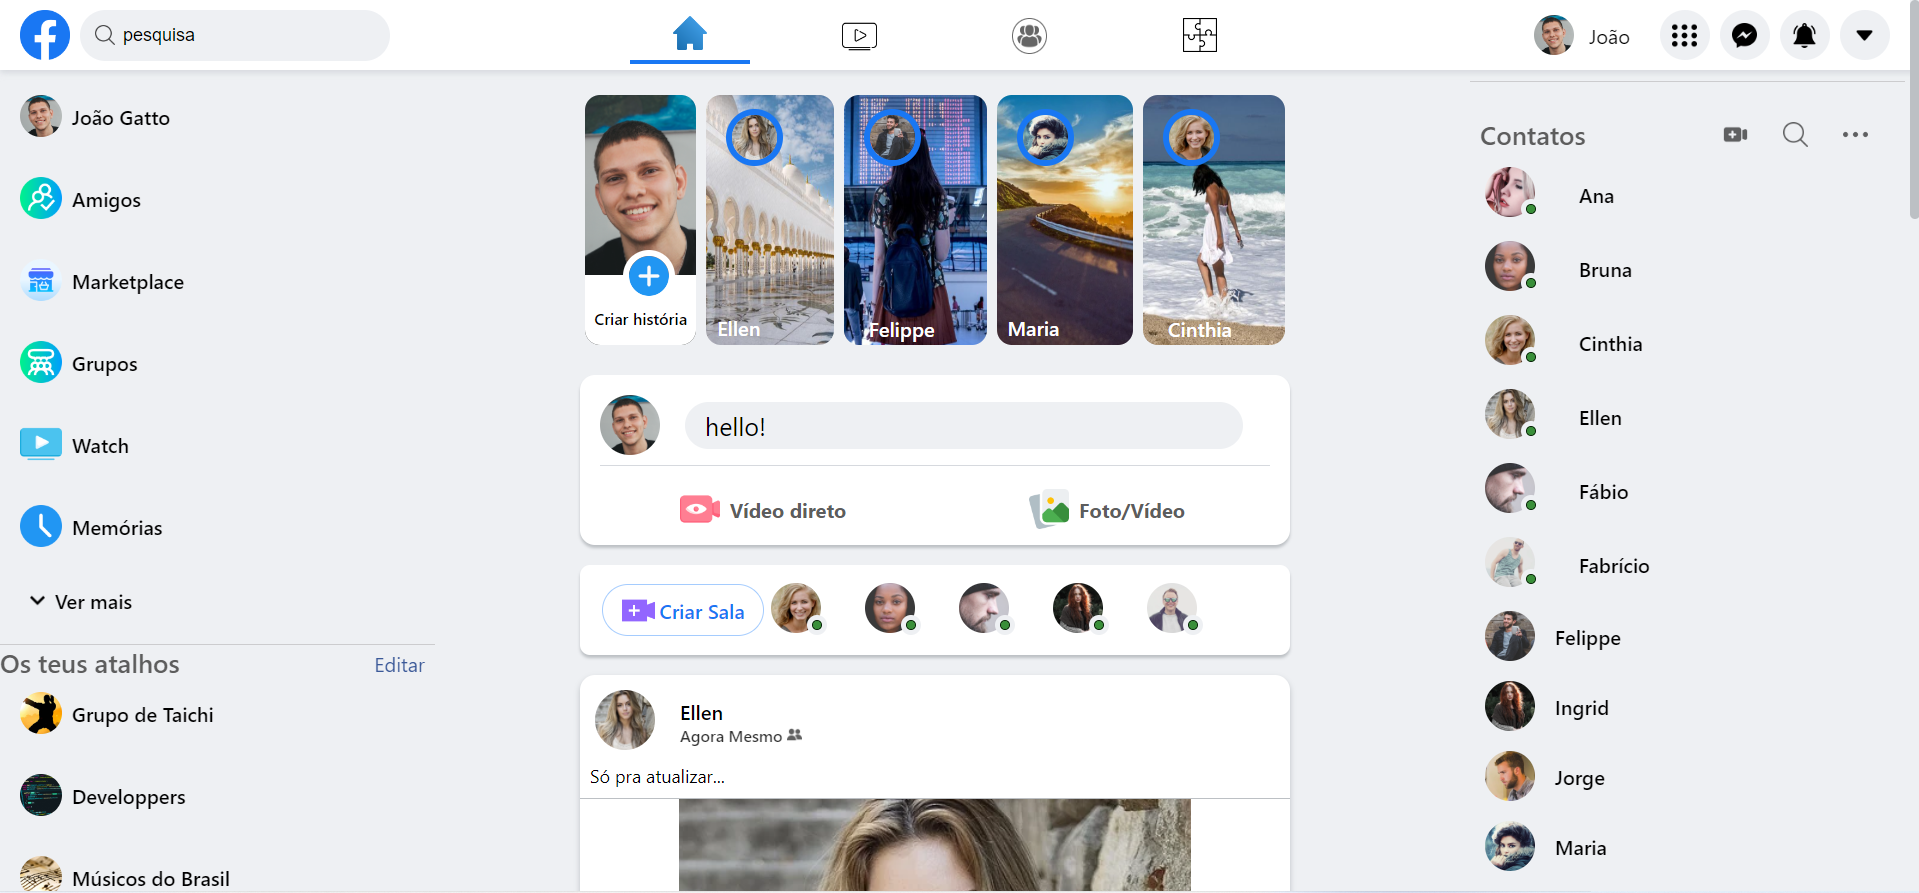 pesquisa
João
João Gatto
Amigos
Marketplace
Grupos
Watch
Memórias
Ver mais
Os teus atalhos
Editar
Grupo de Taichi
Developpers
Músicos do Brasil
Criar história
Ellen
Felippe
Maria
Cinthia
hello!
Vídeo direto
Foto/Vídeo
Criar Sala
Ellen
Agora Mesmo
Só pra atualizar...
Contatos
Ana
Bruna
Cinthia
Ellen
Fábio
Fabrício
Felippe
Ingrid
Jorge
Maria